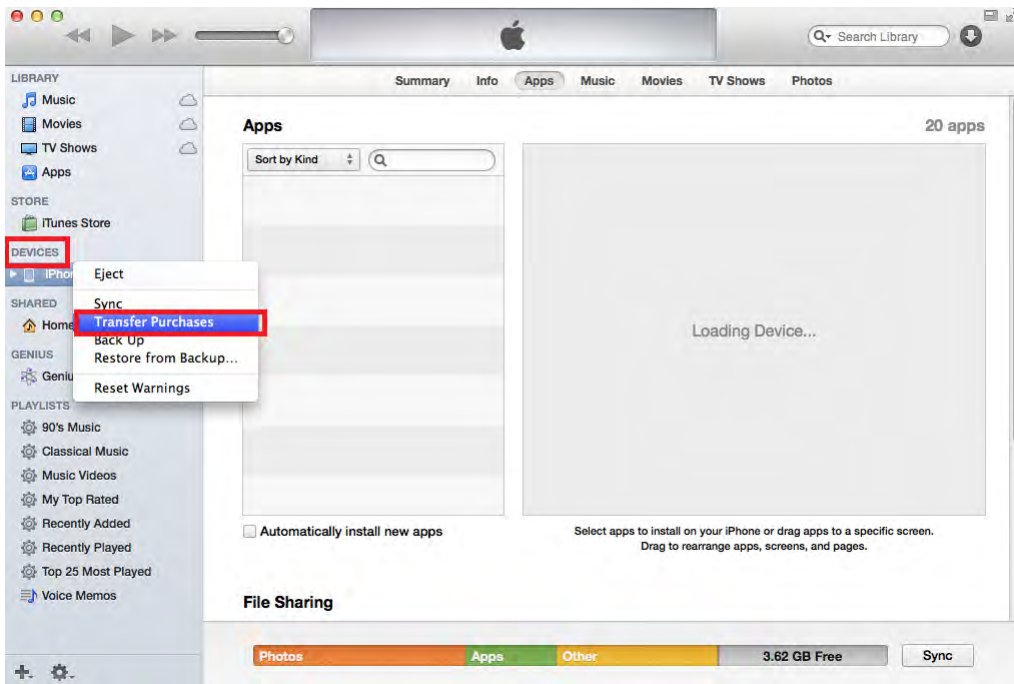 Search Library
LIBRARY
Music
Movies
TV Shows
Apps
STORE
iTunes Store
DEVICES
SHARED
Home
GENIUS
PLAYLISTS
90's Music
Classical Music
Music Videos
My Top Rated
Recently Added
Recently Played
Top 25 Most Played
Voice Memos
Eject
Sync
Transfer Purchases
Back Up
Restore from Backup...
Reset Warnings
Summary Info Apps Music Movies TV Shows Photos
Apps 20 apps
Sort by Kind
Loading Device...
Automatically install new apps
Select apps to install on your iPhone or drag apps to a specific screen.
Drag to rearrange apps, screens, and pages.
File Sharing
Photos Apps Other 3.62 GB Free Sync